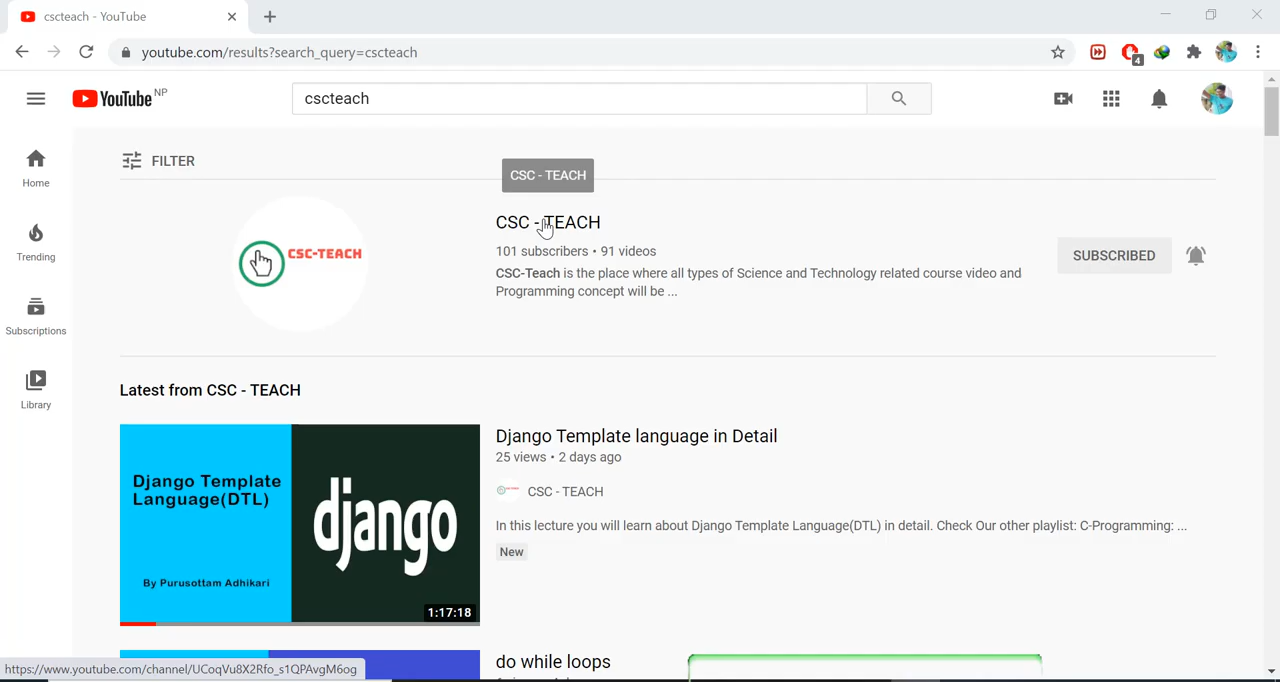 cscteach - YouTube
youtube.com/results?search_query=cscteach
4
YouTube NP
cscteach
Home
Trending
Subscriptions
Library
FILTER
CSC - TEACH
CSC-TEACH
CSC - TEACH
101 subscribers • 91 videos
CSC-Teach is the place where all types of Science and Technology related course video and
Programming concept will be ...
SUBSCRIBED
Latest from CSC - TEACH
Django Template
Language(DTL)
django
By Purusottam Adhikari
1:17:18
Django Template language in Detail
25 views • 2 days ago
CSC - TEACH
In this lecture you will learn about Django Template Language(DTL) in detail. Check Our other playlist: C-Programming: ...
New
do while loops
https://www.youtube.com/channel/UCoqVu8X2Rfo_s1QPAvgM6og